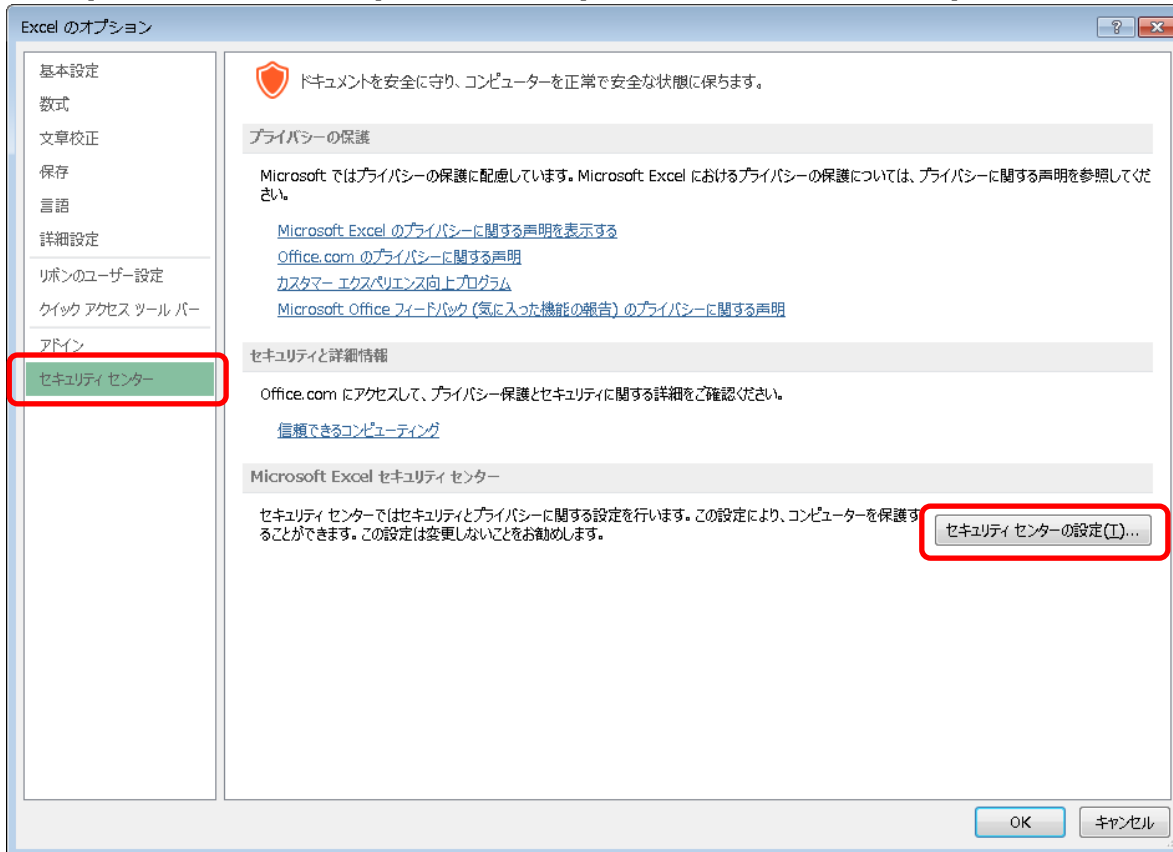 Excel のオプション
基本設定
数式
文章校正
保存
言語
詳細設定
リボンのユーザー設定
クイック アクセス ツール バー
アドイン
セキュリティ センター
ドキュメントを安全に守り、コンピューターを正常で安全な状態に保ちます。
プライバシーの保護
Microsoft ではプライバシーの保護に配慮しています。Microsoft Excel におけるプライバシーの保護については、プライバシーに関する声明を参照してくだ
さい。
Microsoft Excel のプライバシーに関する声明を表示する
Office.com のプライバシーに関する声明
カスタマー エクスペリエンス向上プログラム
Microsoft Office フィードバック (気に入った機能の報告) のプライバシーに関する声明
セキュリティと詳細情報
Office.com にアクセスして、プライバシー保護とセキュリティに関する詳細をご確認ください。
信頼できるコンピューティング
Microsoft Excel セキュリティ センター
セキュリティ センターではセキュリティとプライバシーに関する設定を行います。この設定により、コンピューターを保護す
ることができます。この設定は変更しないことをお勧めします。
セキュリティ センターの設定(T)...
OK
キャンセル